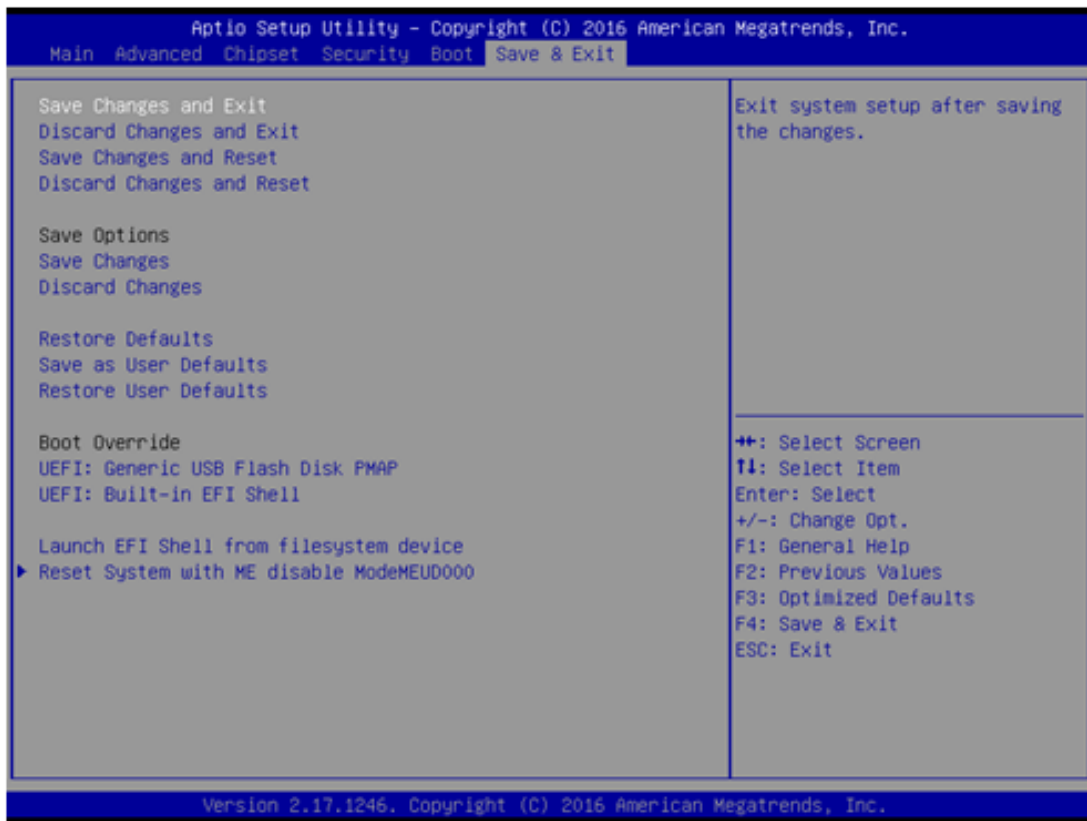 Aptio Setup Utility – Copyright (C) 2016 American Megatrends, Inc.
Main Advanced Chipset Security Boot Save & Exit
Save Changes and Exit
Discard Changes and Exit
Save Changes and Reset
Discard Changes and Reset
Save Options
Save Changes
Discard Changes
Restore Defaults
Save as User Defaults
Restore User Defaults
Boot Override
UEFI: Generic USB Flash Disk PMAP
UEFI: Built-in EFI Shell
Launch EFI Shell from filesystem device
Reset System with ME disable ModeMEUD000
Exit system setup after saving
the changes.
→←: Select Screen
↑↓: Select Item
Enter: Select
+/-: Change Opt.
F1: General Help
F2: Previous Values
F3: Optimized Defaults
F4: Save & Exit
ESC: Exit
Version 2.17.1246. Copyright (C) 2016 American Megatrends, Inc.